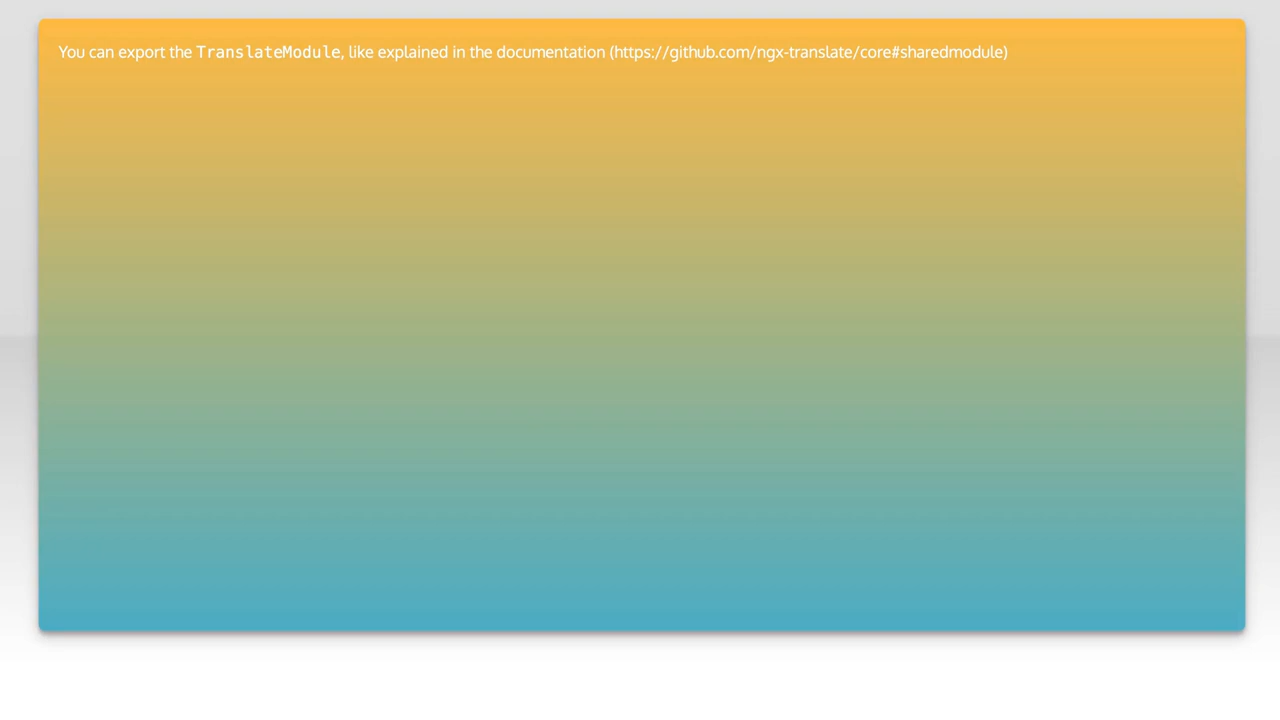 You can export the TranslateModule, like explained in the documentation (https://github.com/ngx-translate/core#sharedmodule)